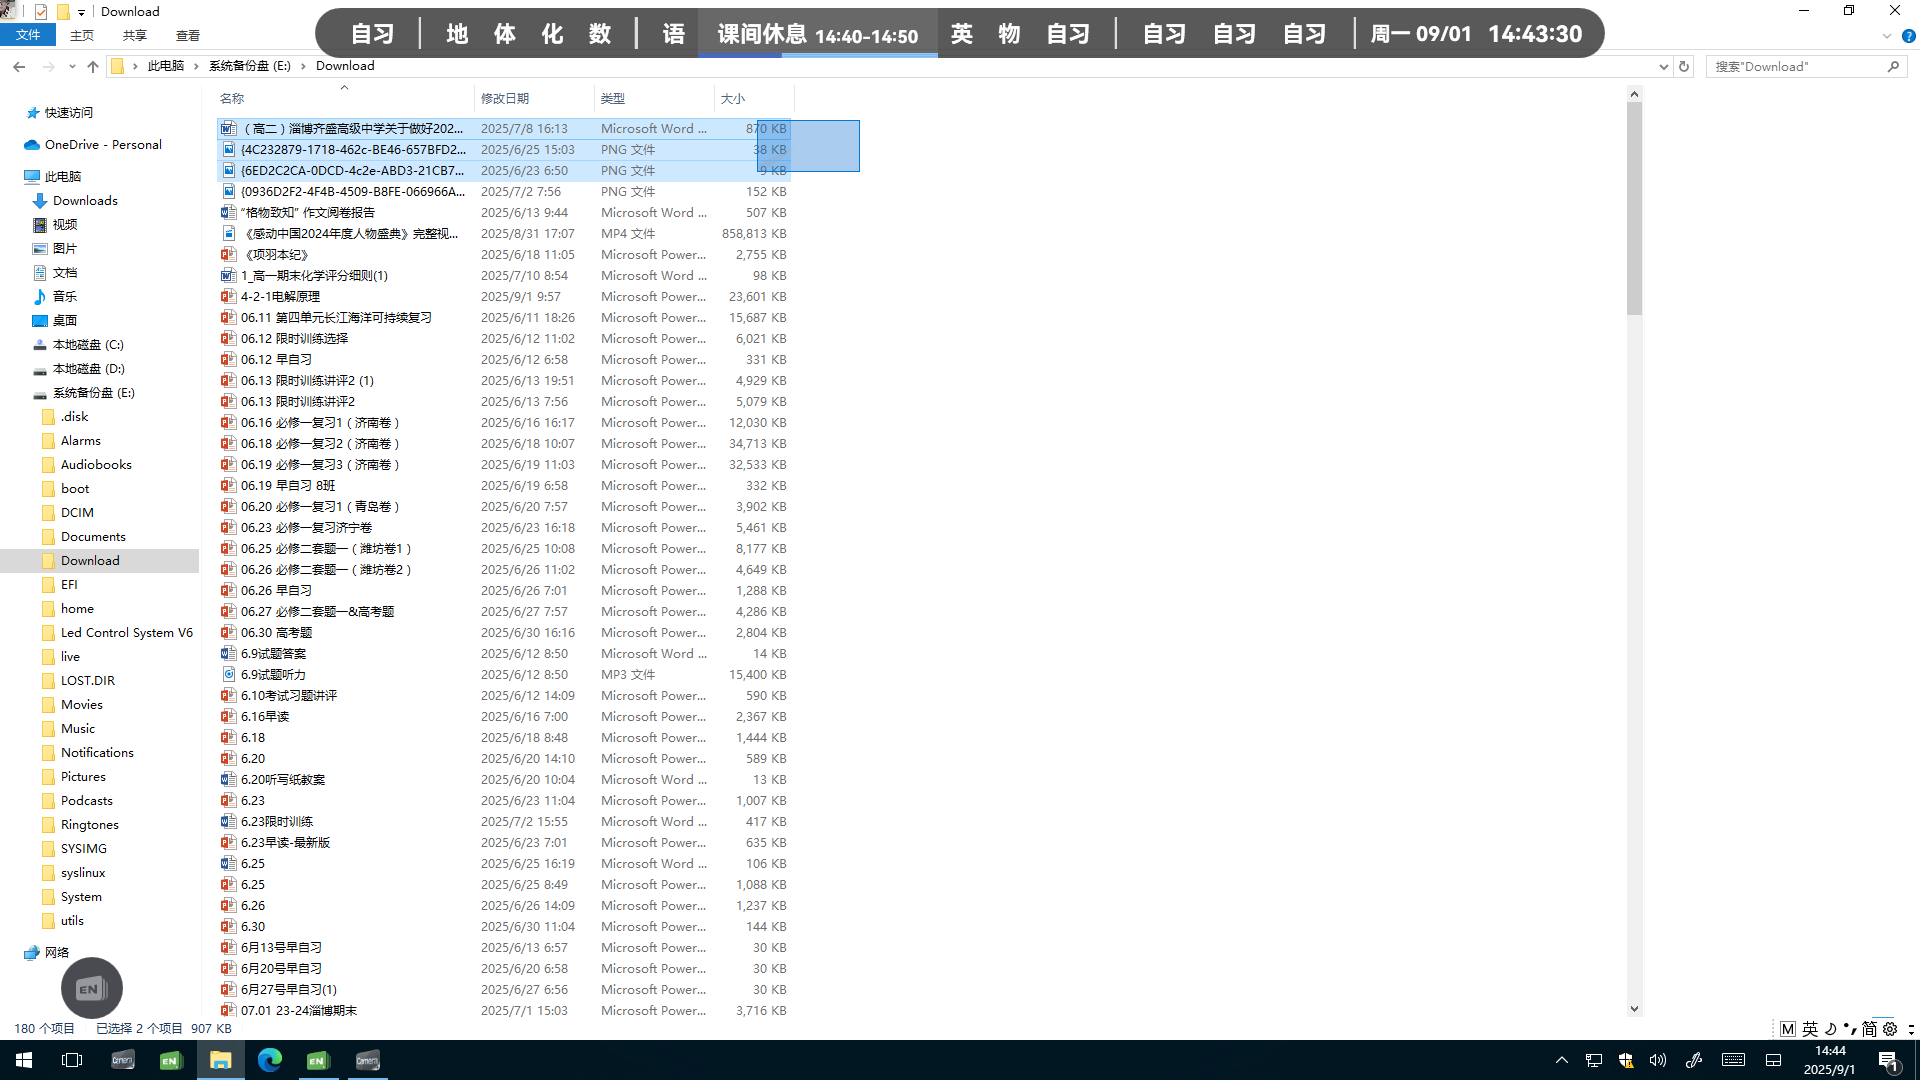 Download
文件 主页 共享 查看
自习 地 体 化 数 语 课间休息 14:40-14:50 英 物 自习 自习 自习 自习 周一 09/01 14:43:30
此电脑 系统备份盘 (E:) Download
搜索"Download"
名称 修改日期 类型 大小
快速访问
OneDrive - Personal
此电脑
Downloads
视频
图片
文档
音乐
桌面
本地磁盘 (C:)
本地磁盘 (D:)
系统备份盘 (E:)
.disk
Alarms
Audiobooks
boot
DCIM
Documents
Download
EFI
home
Led Control System V6
live
LOST.DIR
Movies
Music
Notifications
Pictures
Podcasts
Ringtones
SYSIMG
syslinux
System
utils
网络
EN
（高二）淄博齐盛高级中学关于做好202... 2025/7/8 16:13 Microsoft Word ... 870 KB
{4C232879-1718-462c-BE46-657BFD2... 2025/6/25 15:03 PNG 文件 38 KB
{6ED2C2CA-0DCD-4c2e-ABD3-21CB7... 2025/6/23 6:50 PNG 文件 9 KB
{0936D2F2-4F4B-4509-B8FE-066966A... 2025/7/2 7:56 PNG 文件 152 KB
“格物致知” 作文阅卷报告 2025/6/13 9:44 Microsoft Word ... 507 KB
《感动中国2024年度人物盛典》完整视... 2025/8/31 17:07 MP4 文件 858,813 KB
《项羽本纪》 2025/6/18 11:05 Microsoft Power... 2,755 KB
1_高一期末化学评分细则(1) 2025/7/10 8:54 Microsoft Word ... 98 KB
4-2-1电解原理 2025/9/1 9:57 Microsoft Power... 23,601 KB
06.11 第四单元长江海洋可持续复习 2025/6/11 18:26 Microsoft Power... 15,687 KB
06.12 限时训练选择 2025/6/12 11:02 Microsoft Power... 6,021 KB
06.12 早自习 2025/6/12 6:58 Microsoft Power... 331 KB
06.13 限时训练讲评2 (1) 2025/6/13 19:51 Microsoft Power... 4,929 KB
06.13 限时训练讲评2 2025/6/13 7:56 Microsoft Power... 5,079 KB
06.16 必修一复习1（济南卷） 2025/6/16 16:17 Microsoft Power... 12,030 KB
06.18 必修一复习2（济南卷） 2025/6/18 10:07 Microsoft Power... 34,713 KB
06.19 必修一复习3（济南卷） 2025/6/19 11:03 Microsoft Power... 32,533 KB
06.19 早自习 8班 2025/6/19 6:58 Microsoft Power... 332 KB
06.20 必修一复习1（青岛卷） 2025/6/20 7:57 Microsoft Power... 3,902 KB
06.23 必修一复习济宁卷 2025/6/23 16:18 Microsoft Power... 5,461 KB
06.25 必修二套题一（潍坊卷1） 2025/6/25 10:08 Microsoft Power... 8,177 KB
06.26 必修二套题一（潍坊卷2） 2025/6/26 11:02 Microsoft Power... 4,649 KB
06.26 早自习 2025/6/26 7:01 Microsoft Power... 1,288 KB
06.27 必修二套题一&高考题 2025/6/27 7:57 Microsoft Power... 4,286 KB
06.30 高考题 2025/6/30 16:16 Microsoft Power... 2,804 KB
6.9试题答案 2025/6/12 8:50 Microsoft Word ... 14 KB
6.9试题听力 2025/6/12 8:50 MP3 文件 15,400 KB
6.10考试习题讲评 2025/6/12 14:09 Microsoft Power... 590 KB
6.16早读 2025/6/16 7:00 Microsoft Power... 2,367 KB
6.18 2025/6/18 8:48 Microsoft Power... 1,444 KB
6.20 2025/6/20 14:10 Microsoft Power... 589 KB
6.20听写纸教案 2025/6/20 10:04 Microsoft Word ... 13 KB
6.23 2025/6/23 11:04 Microsoft Power... 1,007 KB
6.23限时训练 2025/7/2 15:55 Microsoft Word ... 417 KB
6.23早读-最新版 2025/6/23 7:01 Microsoft Power... 635 KB
6.25 2025/6/25 16:19 Microsoft Word ... 106 KB
6.25 2025/6/25 8:49 Microsoft Power... 1,088 KB
6.26 2025/6/26 14:09 Microsoft Power... 1,237 KB
6.30 2025/6/30 11:04 Microsoft Power... 144 KB
6月13号早自习 2025/6/13 6:57 Microsoft Power... 30 KB
6月20号早自习 2025/6/20 6:58 Microsoft Power... 30 KB
6月27号早自习(1) 2025/6/27 6:56 Microsoft Power... 30 KB
07.01 23-24淄博期末 2025/7/1 15:03 Microsoft Power... 3,716 KB
180 个项目 已选择 2 个项目 907 KB
M 英 简
Camera EN EN Camera
14:44
2025/9/1
1